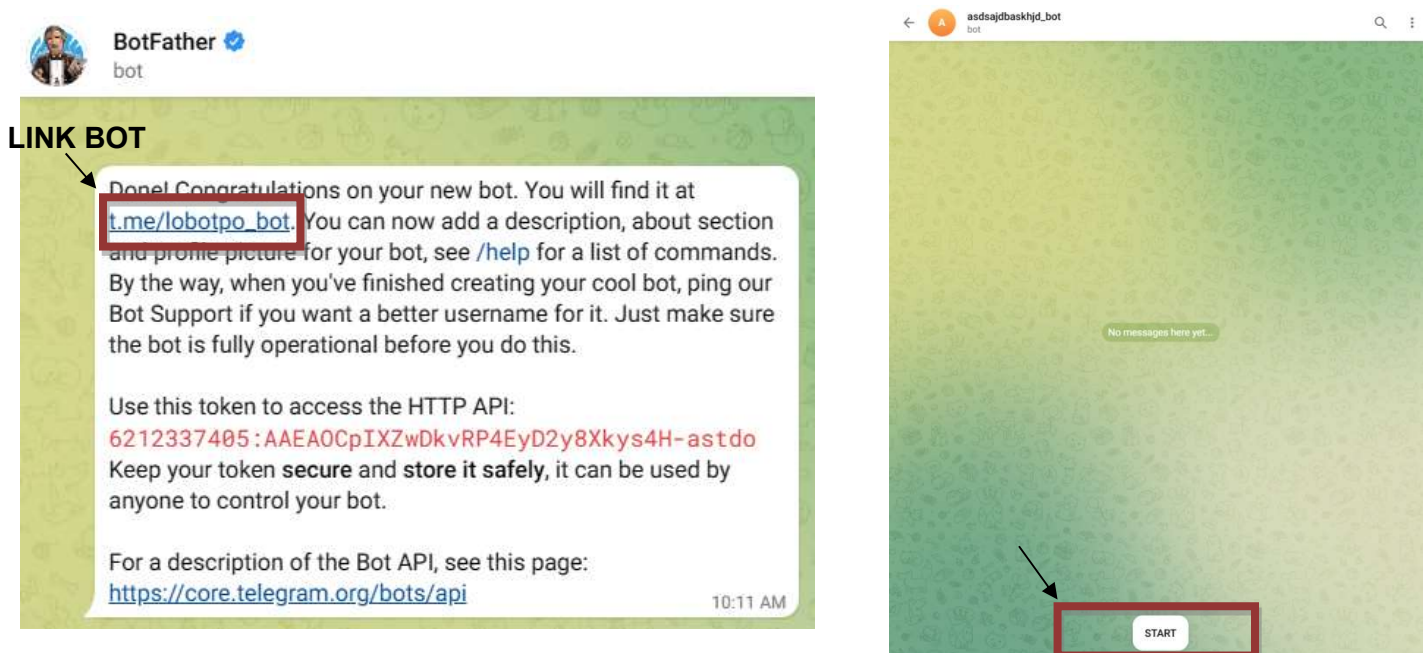 BotFather
bot
LINK BOT
Done! Congratulations on your new bot. You will find it at
t.me/lobotpo_bot. You can now add a description, about section
and profile picture for your bot, see /help for a list of commands.
By the way, when you've finished creating your cool bot, ping our
Bot Support if you want a better username for it. Just make sure
the bot is fully operational before you do this.
Use this token to access the HTTP API:
6212337405:AAEAOCpIXZwDkvRP4EyD2y8Xkys4H-astdo
Keep your token secure and store it safely, it can be used by
anyone to control your bot.
For a description of the Bot API, see this page:
https://core.telegram.org/bots/api
10:11 AM
A
asdsajdbaskhjd_bot
bot
No messages here yet...
START